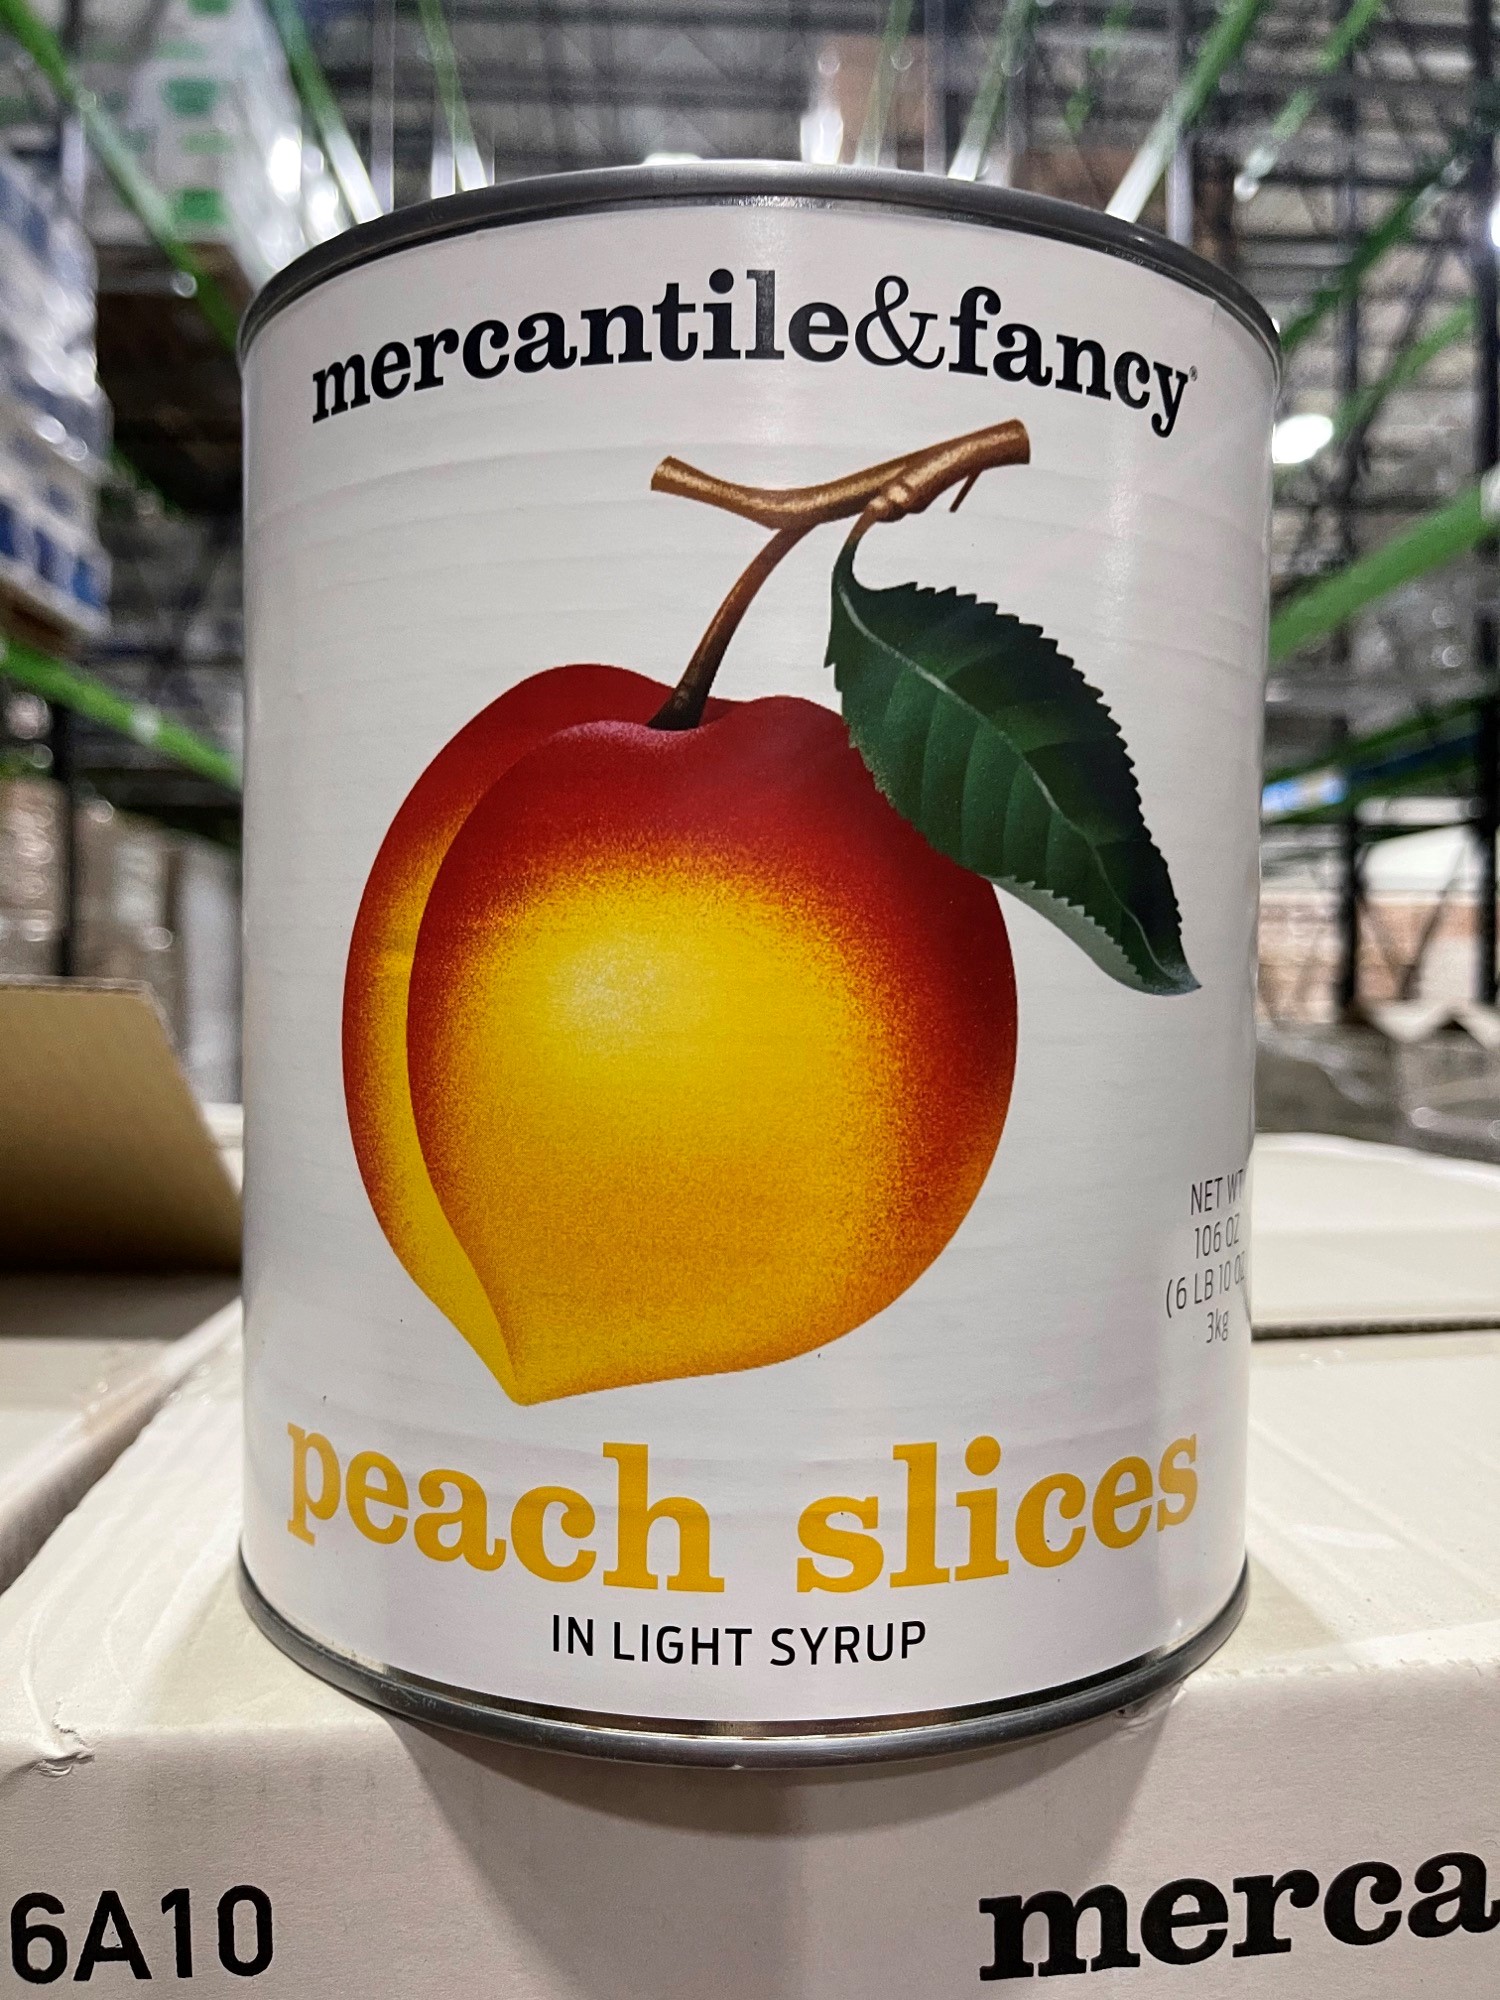 mercantile&fancy®
NET WT
106 OZ
(6 LB 10 OZ
3kg
peach slices
IN LIGHT SYRUP
6A10
merca